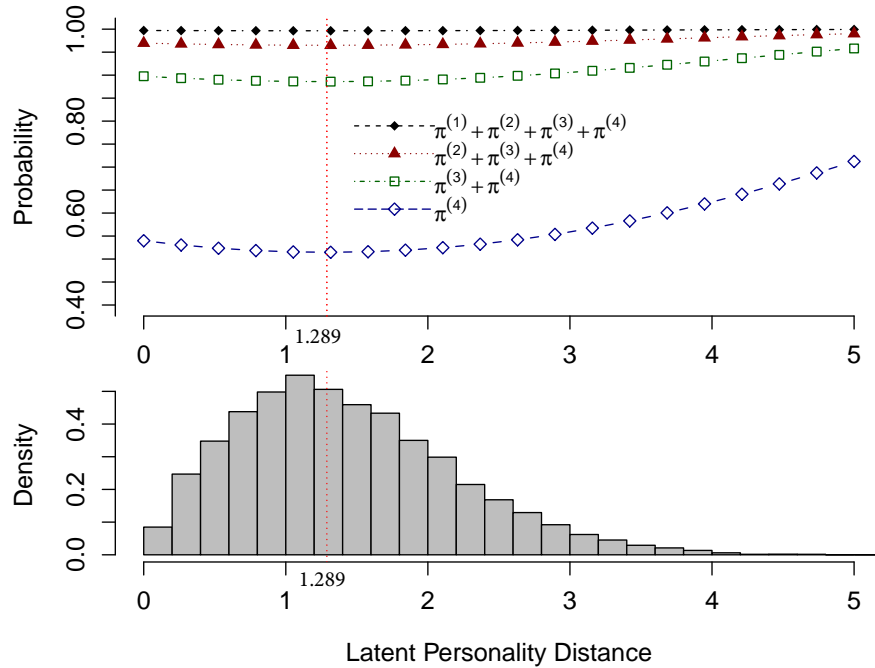 Probability
1.00
0.80
0.60
0.40
π(1) + π(2) + π(3) + π(4)
π(2) + π(3) + π(4)
π(3) + π(4)
π(4)
1.289
0 1 2 3 4 5
Density
0.4
0.2
0.0
1.289
0 1 2 3 4 5
Latent Personality Distance